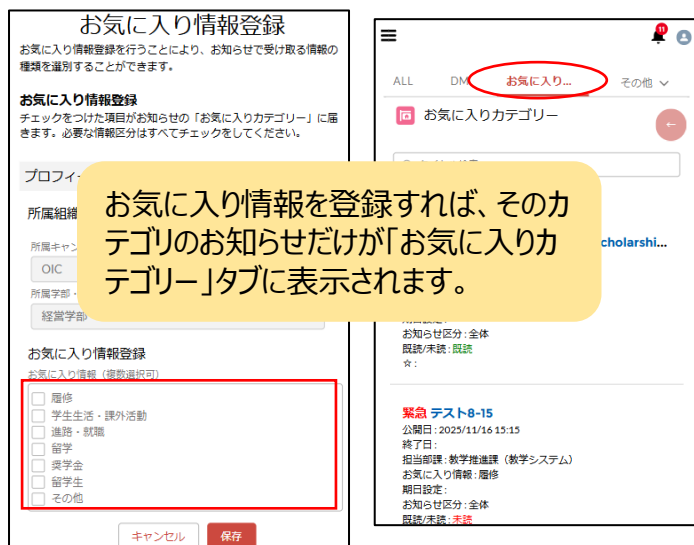 お気に入り情報登録
お気に入り情報登録を行うことにより、お知らせで受け取る情報の
種類を選別することができます。
お気に入り情報登録
チェックをつけた項目がお知らせの「お気に入りカテゴリー」に届
きます。必要な情報区分はすべてチェックをしてください。
プロフィ
所属組織
所属キャン
OIC
所属学部・
経営学部
お気に入り情報登録
お気に入り情報（複数選択可）
履修
学生生活・課外活動
進路・就職
留学
奨学金
留学生
その他
キャンセル
保存
11
ALL
DM
お気に入り...
その他
お気に入りカテゴリー
お気に入り情報を登録すれば、そのカ
テゴリのお知らせだけが「お気に入りカ
テゴリー」タブに表示されます。
cholarshi...
お知らせ区分:全体
既読/未読:既読
☆:
緊急 テスト8-15
公開日:2025/11/16 15:15
終了日:
担当部課:教学推進課（教学システム）
お気に入り情報:履修
期日設定:
お知らせ区分:全体
既読/未読:未読